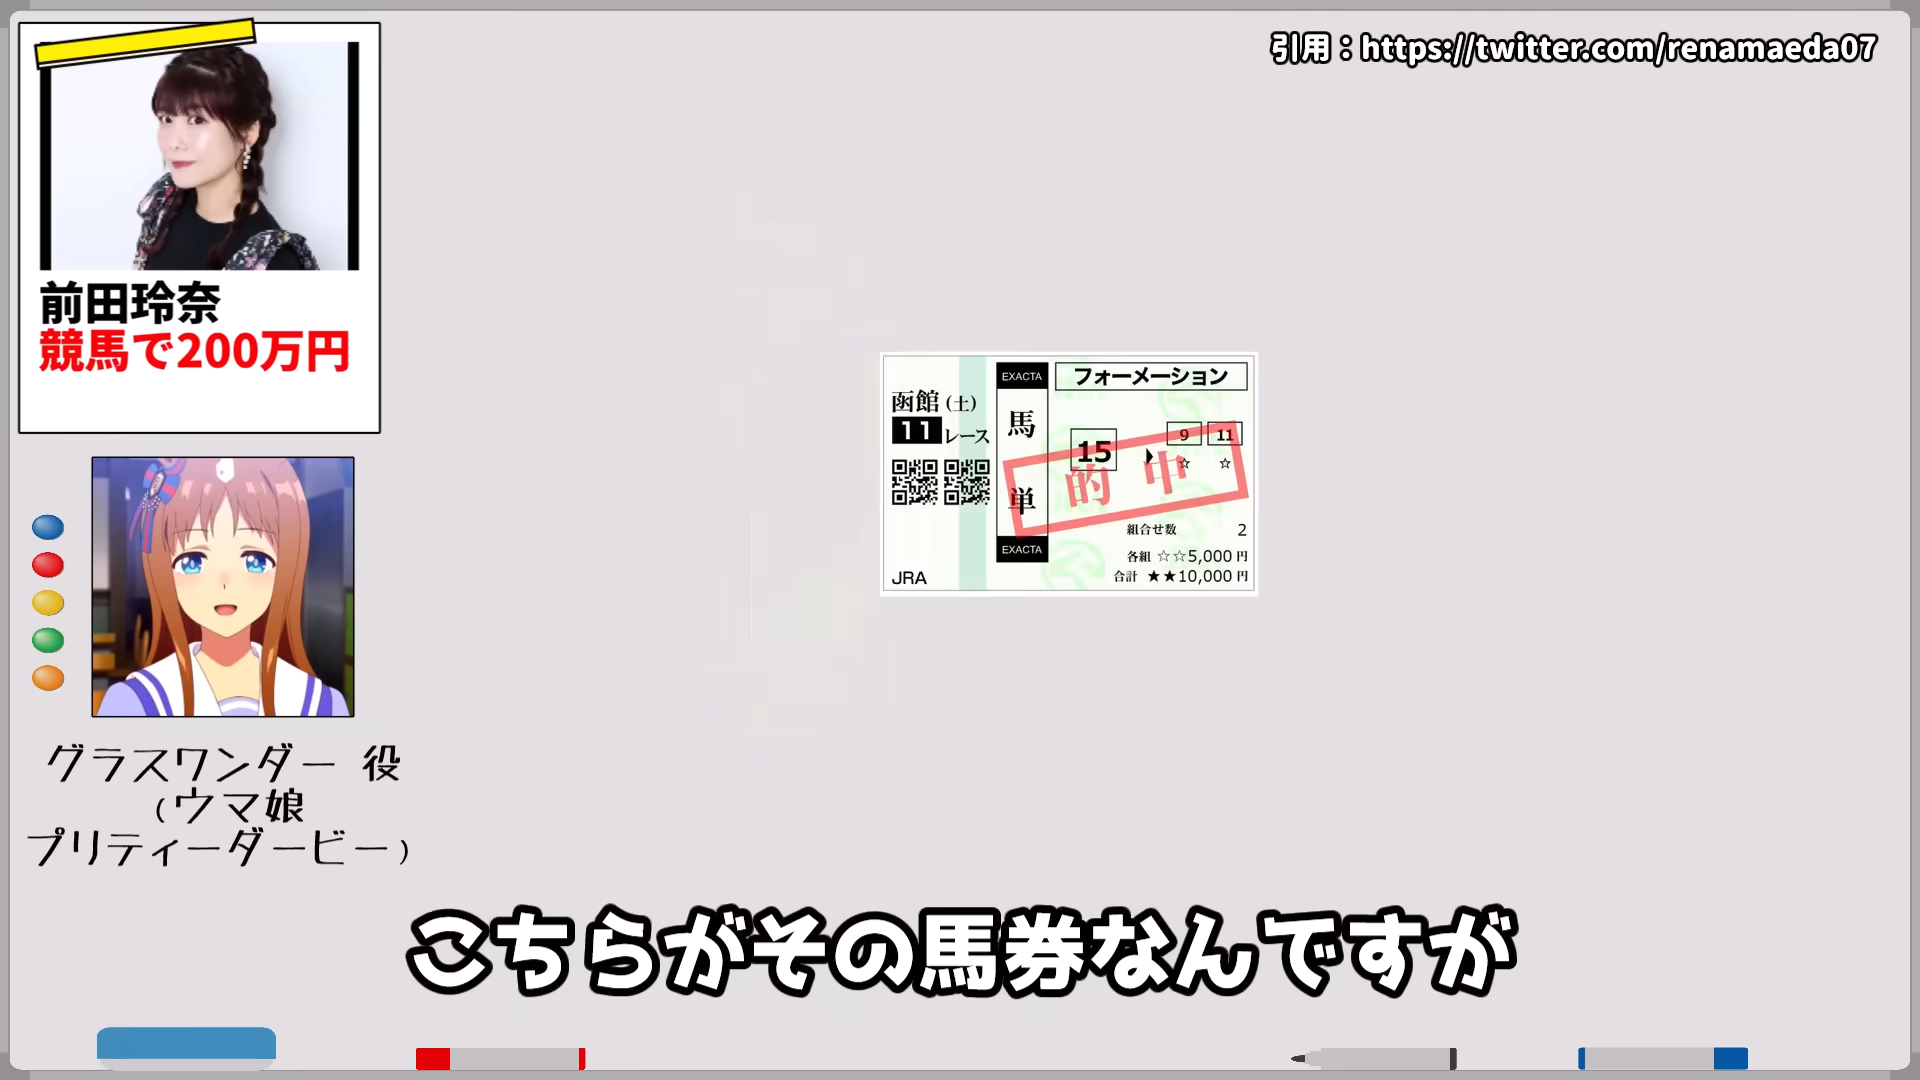 引用：https://twitter.com/renamaeda07
前田玲奈
競馬で200万円
グラスワンダー 役
(ウマ娘
プリティーダービー)
函館(土)
11レース
JRA
EXACTA
馬単
EXACTA
フォーメーション
15 9 11
☆ ☆
的中
組合せ数 2
各組 ☆☆5,000円
合計 ★★10,000円
こちらがその馬券なんですが